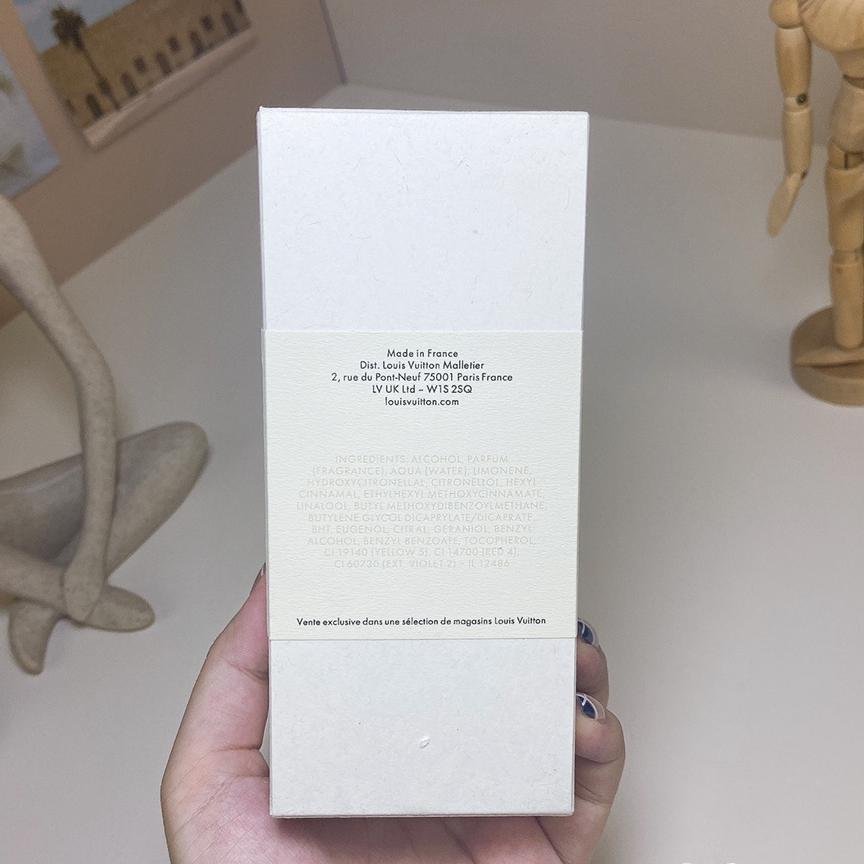 Made in France
Dist. Louis Vuitton Malletier
2, rue du Pont-Neuf 75001 Paris France
LV UK Ltd – W1S 2SQ
louisvuitton.com
INGREDIENTS: ALCOHOL, PARFUM
(FRAGRANCE), AQUA (WATER), LIMONENE,
HYDROXYCITRONELLAL, CITRONELLOL, HEXYL
CINNAMAL, ETHYLHEXYL METHOXYCINNAMATE,
LINALOOL, BUTYL METHOXYDIBENZOYLMETHANE,
BUTYLENE GLYCOL DICAPRYLATE/DICAPRATE,
BHT, EUGENOL, CITRAL, GERANIOL, BENZYL
ALCOHOL, BENZYL BENZOATE, TOCOPHEROL,
CI 19140 (YELLOW 5), CI 14700 (RED 4),
CI 60730 (EXT. VIOLET 2) – IL 12486
Vente exclusive dans une sélection de magasins Louis Vuitton